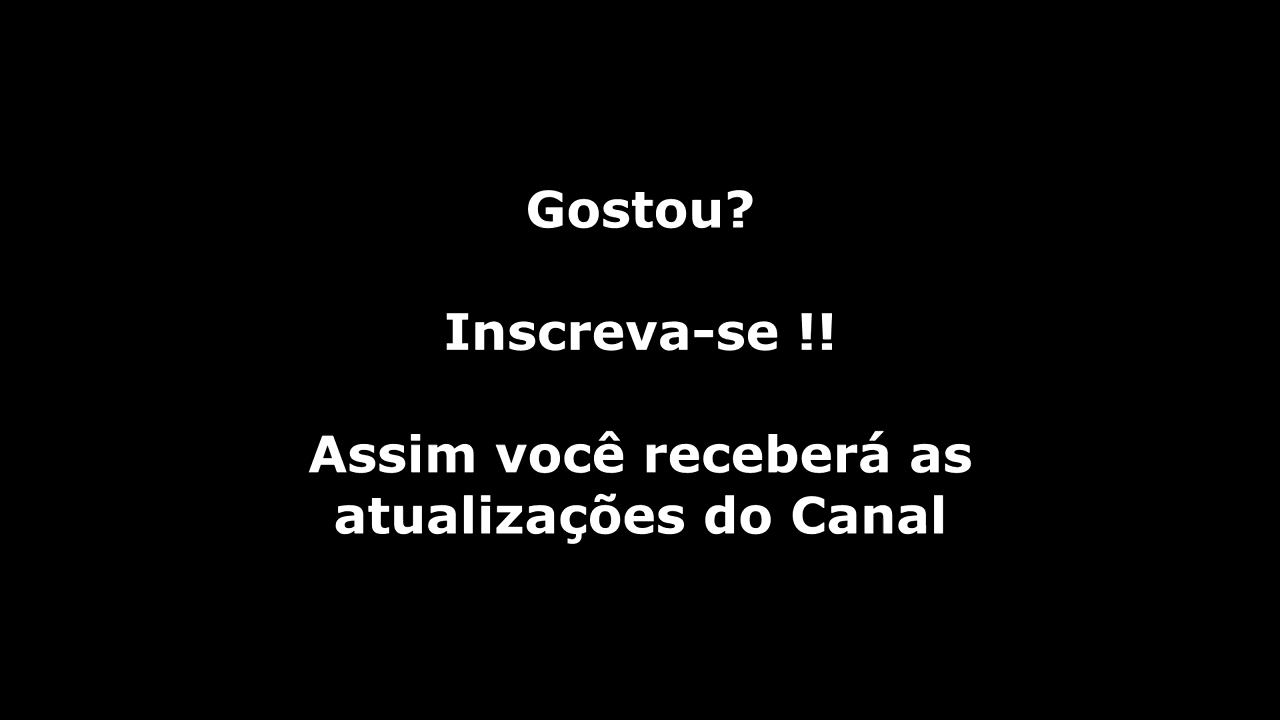 Gostou?
Inscreva-se !!
Assim você receberá as
atualizações do Canal